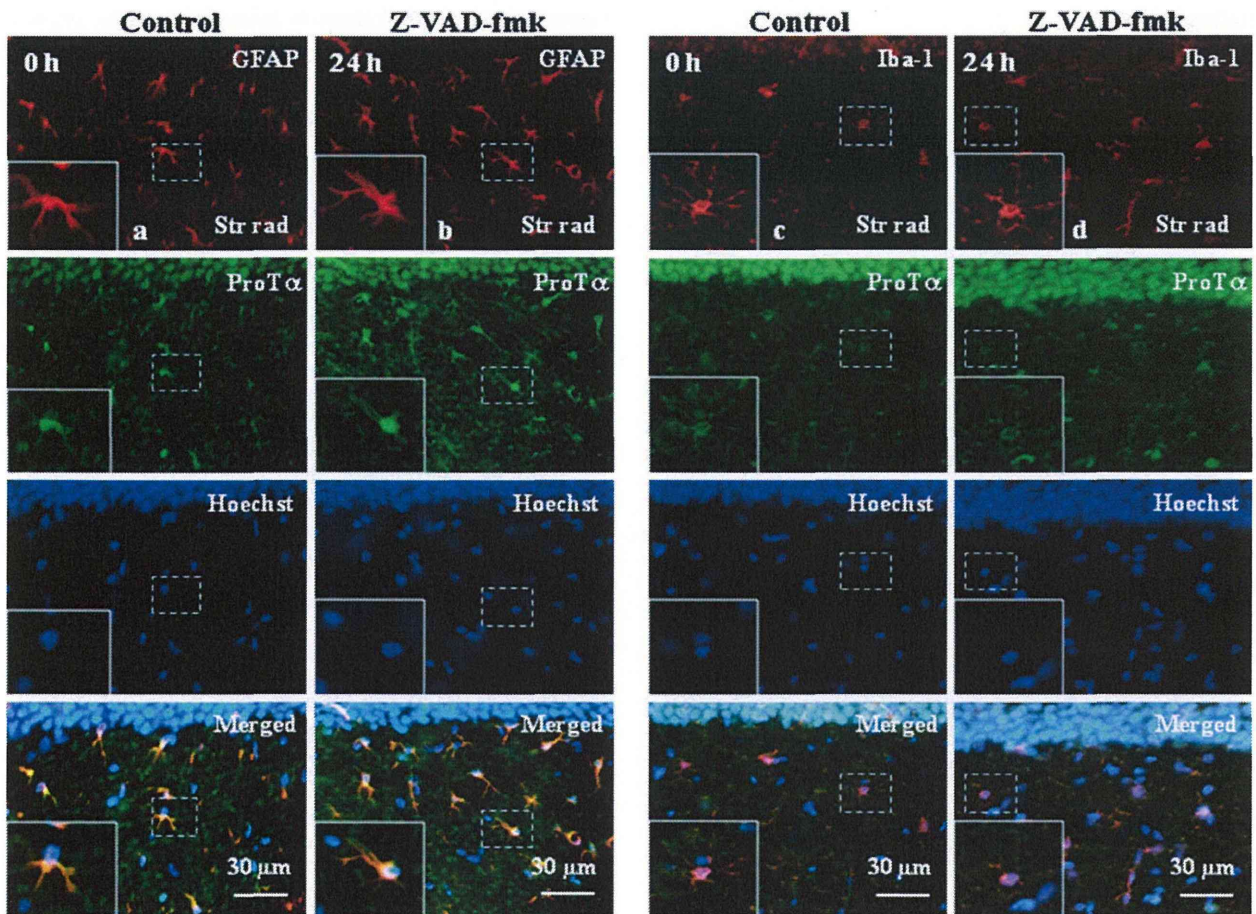 Control Z-VAD-fmk Control Z-VAD-fmk
0 h GFAP 24 h GFAP 0 h Iba-1 24 h Iba-1
a Str rad b Str rad c Str rad d Str rad
ProTα ProTα ProTα ProTα
Hoechst Hoechst Hoechst Hoechst
Merged Merged Merged Merged
30 μm 30 μm 30 μm 30 μm